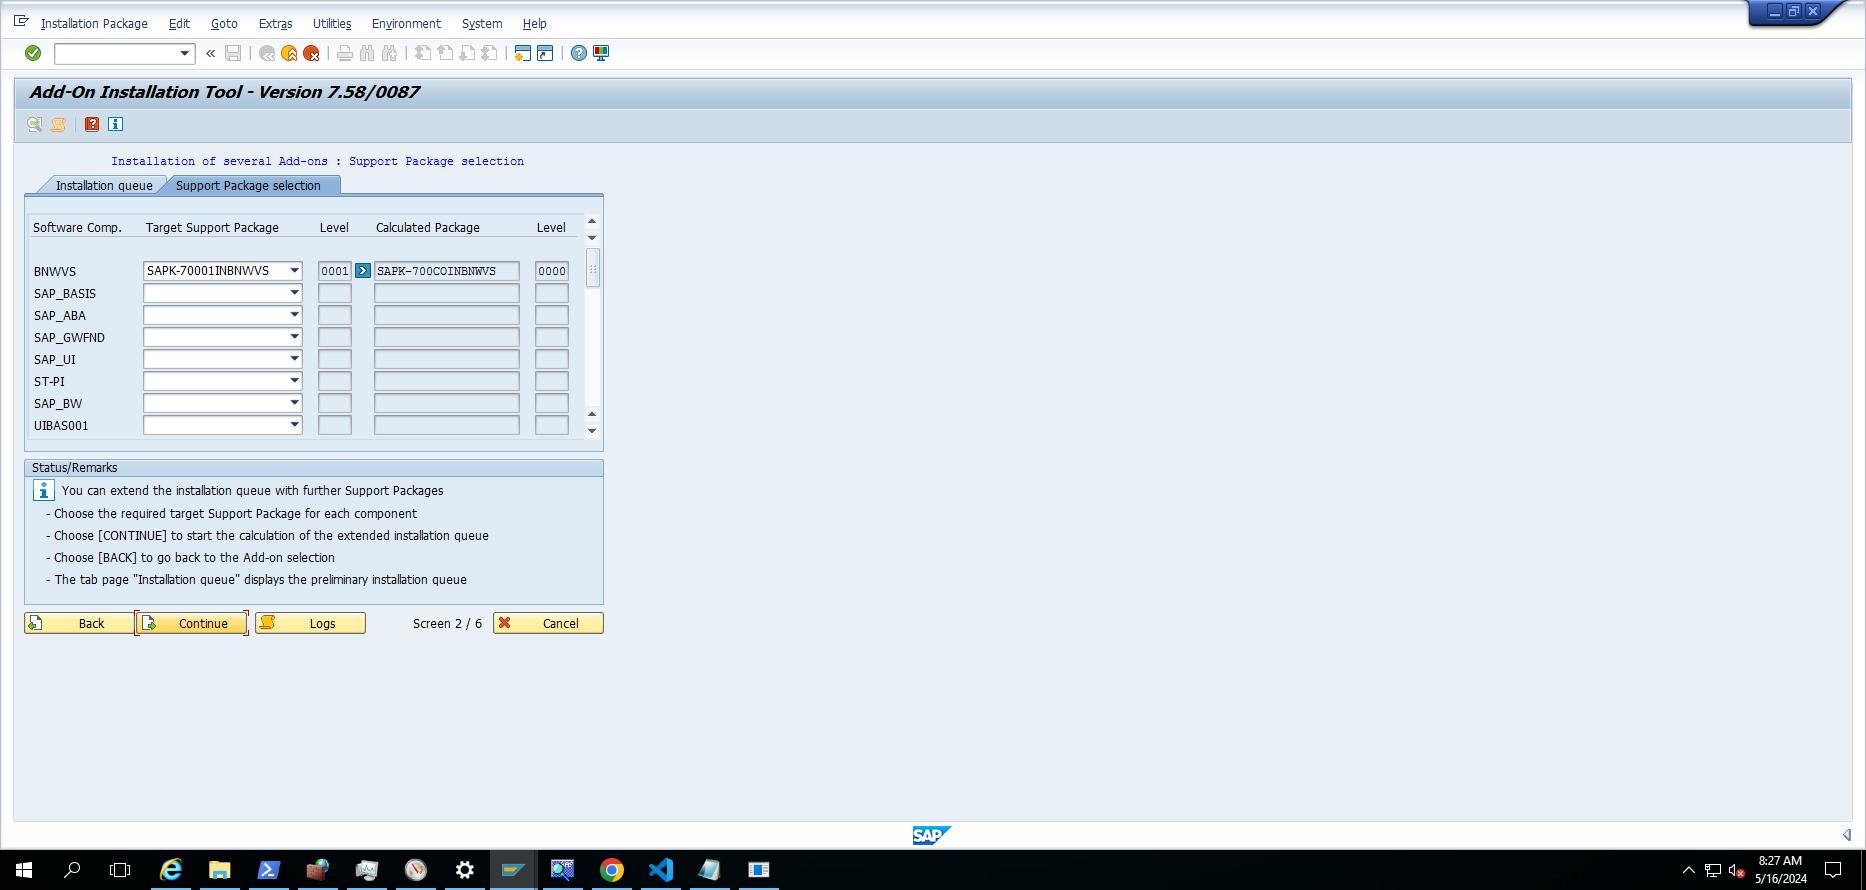 Installation Package Edit Goto Extras Utilities Environment System Help
Add-On Installation Tool - Version 7.58/0087
Installation of several Add-ons : Support Package selection
Installation queue Support Package selection
Software Comp. Target Support Package Level Calculated Package Level
BNWVS SAPK-70001INBNWVS 0001 SAPK-700COINBNWVS 0000
SAP_BASIS
SAP_ABA
SAP_GWFND
SAP_UI
ST-PI
SAP_BW
UIBAS001
Status/Remarks
You can extend the installation queue with further Support Packages
- Choose the required target Support Package for each component
- Choose [CONTINUE] to start the calculation of the extended installation queue
- Choose [BACK] to go back to the Add-on selection
- The tab page "Installation queue" displays the preliminary installation queue
Back Continue Logs Screen 2 / 6 Cancel
SAP
8:27 AM
5/16/2024